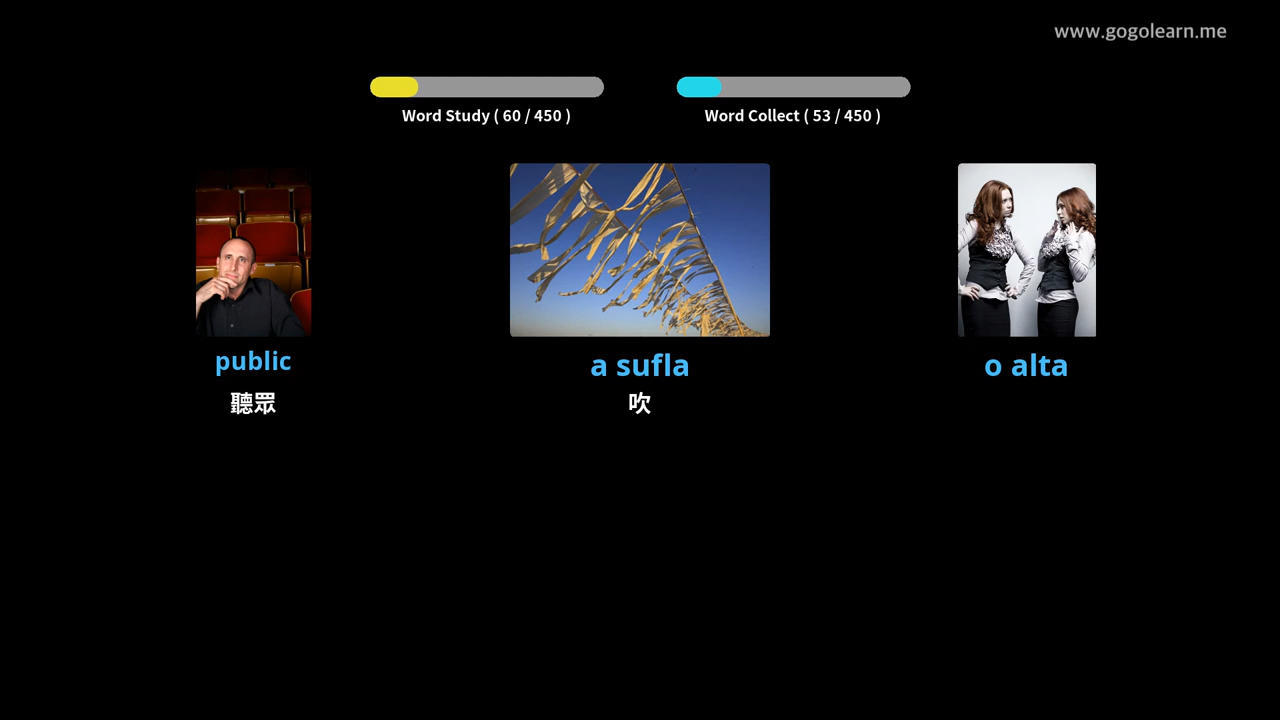 www.gogolearn.me
Word Study ( 60 / 450 )
Word Collect ( 53 / 450 )
public
a sufla
o alta
聽眾
吹